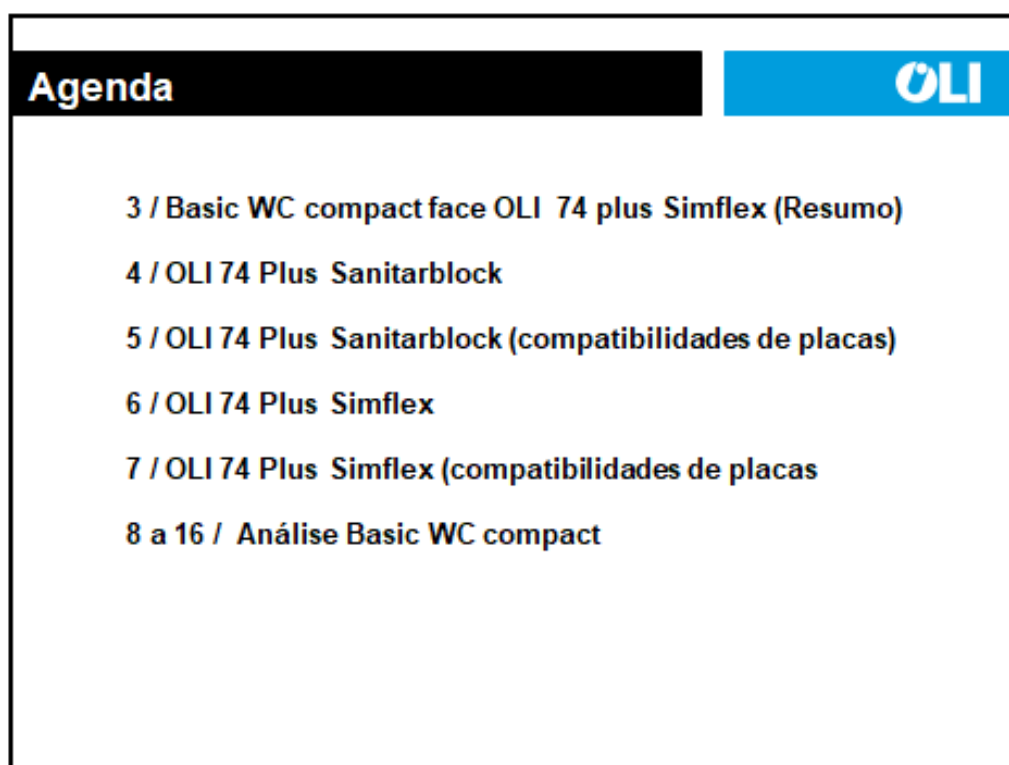 Agenda
OLI
3 / Basic WC compact face OLI 74 plus Simflex (Resumo)
4 / OLI 74 Plus Sanitarblock
5 / OLI 74 Plus Sanitarblock (compatibilidades de placas)
6 / OLI 74 Plus Simflex
7 / OLI 74 Plus Simflex (compatibilidades de placas
8 a 16 / Análise Basic WC compact